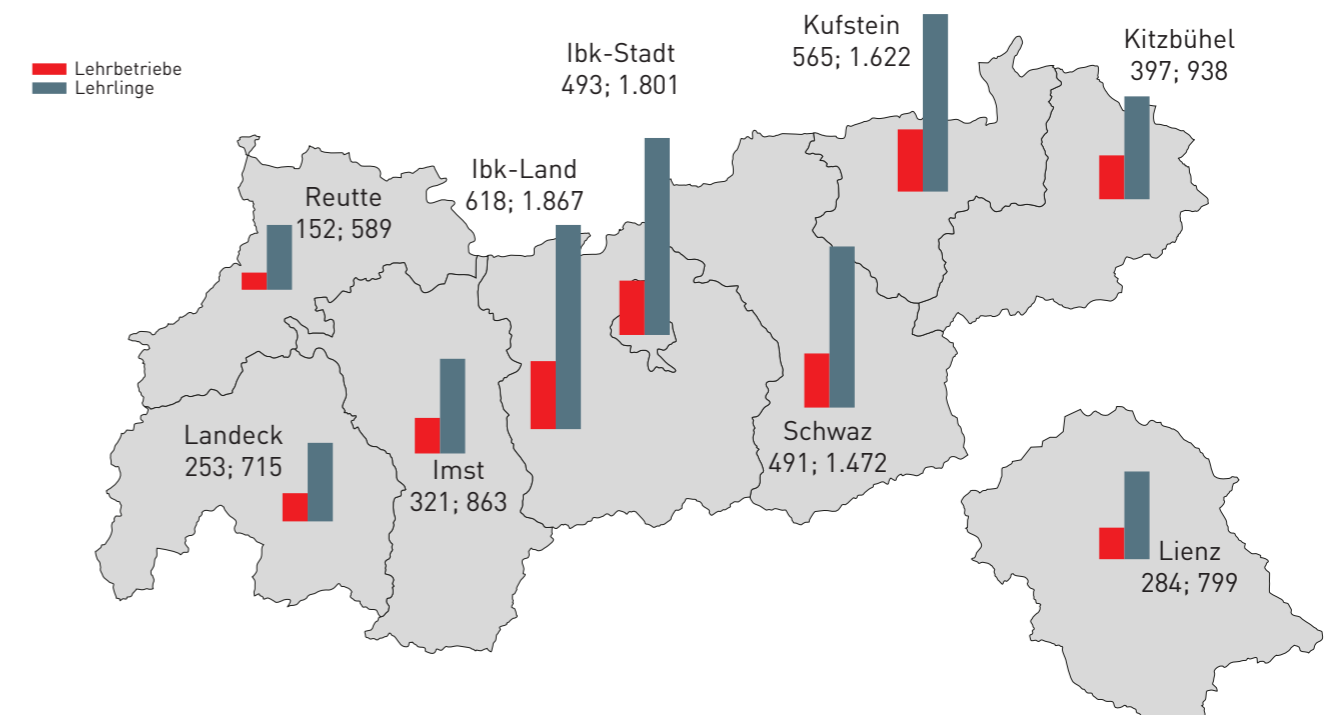 Lehrbetriebe
Lehrlinge
Kufstein
565; 1.622
Kitzbühel
397; 938
Ibk-Stadt
493; 1.801
Ibk-Land
618; 1.867
Reutte
152; 589
Landeck
253; 715
Imst
321; 863
Schwaz
491; 1.472
Lienz
284; 799